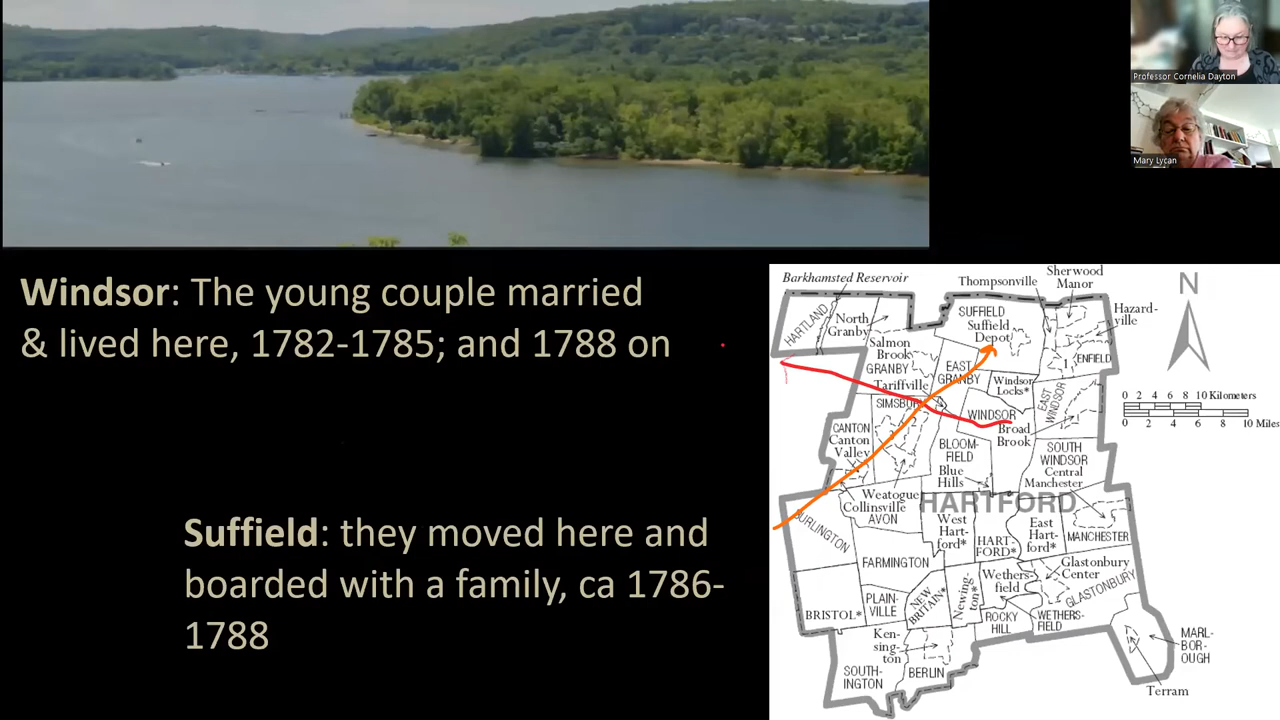 Professor Cornelia Dayton
Mary Lycan
Windsor: The young couple married
& lived here, 1782-1785; and 1788 on
Suffield: they moved here and
boarded with a family, ca 1786-
1788
Barkhamsted Reservoir
Thompsonville
Sherwood
Manor
N
HARTLAND
North
Granby
SUFFIELD
Suffield
Depot
Hazard-
ville
Salmon
Brook
GRANBY
EAST
GRANBY
ENFIELD
Windsor
Locks*
Tariffville
SIMSBURY
WINDSOR
EAST
WINDSOR
Broad
Brook
0 2 4 6 8 10 Kilometers
0 2 4 6 8 10 Miles
CANTON
Canton
Valley
BLOOM-
FIELD
Blue
Hills
SOUTH
WINDSOR
Central
Manchester
Weatogue
Collinsville
AVON
HARTFORD
BURLINGTON
West
Hart-
ford*
HART-
FORD*
East
Hart-
ford*
MANCHESTER
FARMINGTON
Wethers-
field
Glastonbury
Center
GLASTONBURY
BRISTOL*
PLAIN-
VILLE
NEW
BRITAIN*
Newing-
ton*
ROCKY
HILL
WETHERS-
FIELD
Ken-
sing-
ton
SOUTH-
INGTON
BERLIN
MARL-
BOR-
OUGH
Terram